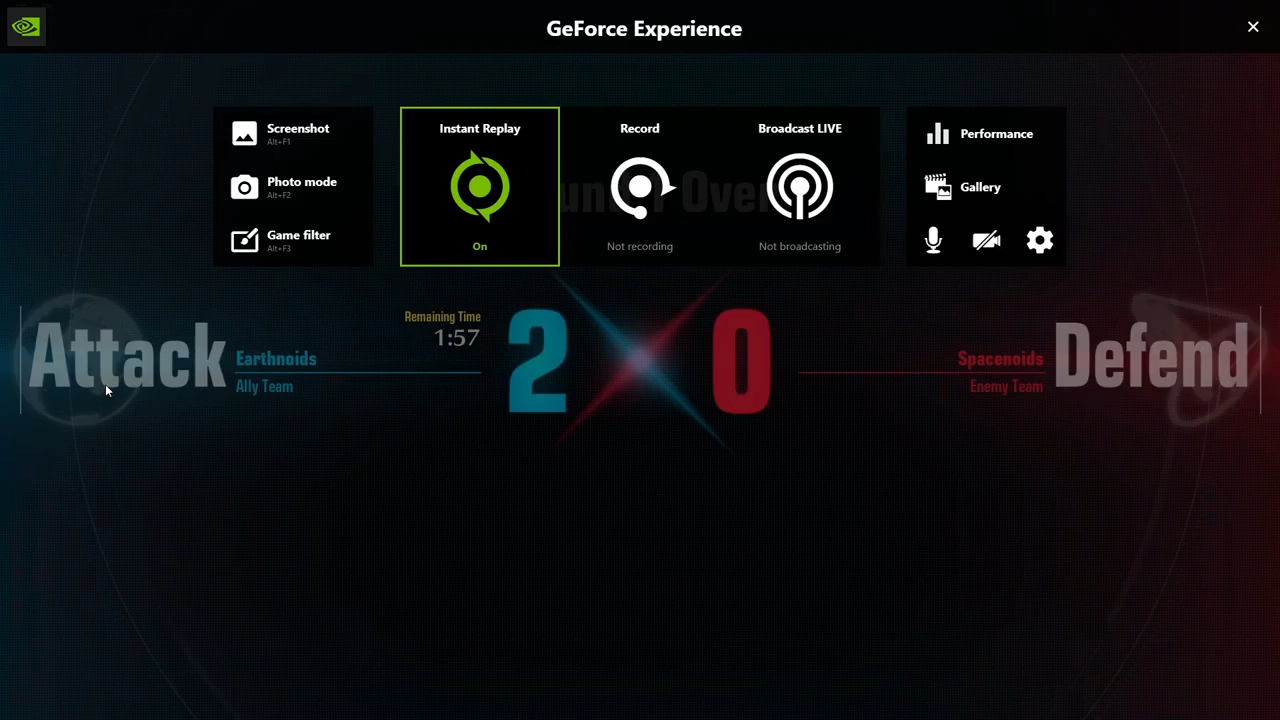 GeForce Experience
Screenshot
Alt+F1
Photo mode
Alt+F2
Game filter
Alt+F3
Instant Replay
On
Record
Not recording
Broadcast LIVE
Not broadcasting
Performance
Gallery
Over
Attack
Earthnoids
Ally Team
Remaining Time
1:57
2
0
Spacenoids
Enemy Team
Defend